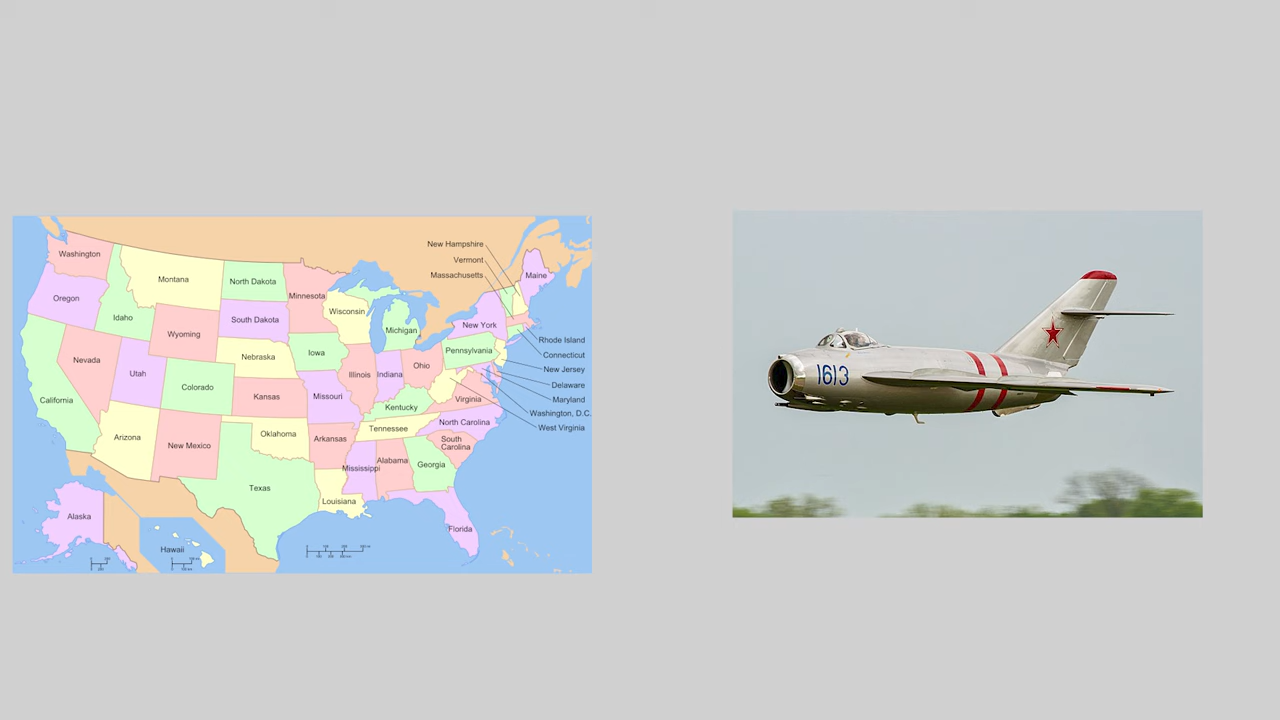 New Hampshire
Washington
Vermont
Massachusetts
Maine
Montana
North Dakota
Minnesota
Oregon
Idaho
South Dakota
Wisconsin
New York
Michigan
Wyoming
Rhode Island
Pennsylvania
Iowa
Connecticut
Nebraska
Nevada
Ohio
New Jersey
Utah
Illinois
Indiana
Colorado
Delaware
Missouri
Kansas
Virginia
Maryland
California
Kentucky
Washington, D.C.
North Carolina
Tennessee
West Virginia
Oklahoma
Arizona
Arkansas
South
Carolina
New Mexico
Alabama
Georgia
Mississippi
Texas
Louisiana
Alaska
Florida
Hawaii
1613